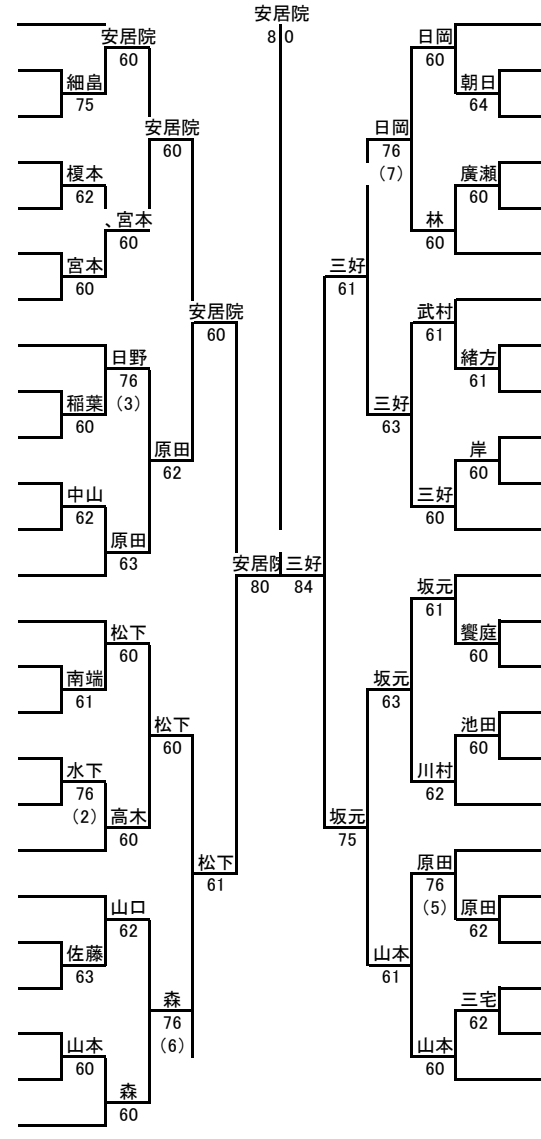 安居院
8 0
安居院
60
細畠
75
安居院
60
榎本
62
、宮本
60
宮本
60
安居院
60
日野
76
（3）
稲葉
60
原田
62
中山
62
原田
63
安居院
80
松下
60
南端
61
松下
60
水下
76
（2）
高木
60
松下
61
山口
62
佐藤
63
森
76
（6）
山本
60
森
60
日岡
60
朝日
64
日岡
76
（7）
廣瀬
60
林
60
三好
61
武村
61
緒方
61
三好
63
岸
60
三好
60
三好
84
坂元
61
饗庭
60
坂元
63
池田
60
川村
62
坂元
75
原田
76
（5）
原田
62
山本
61
三宅
62
山本
60